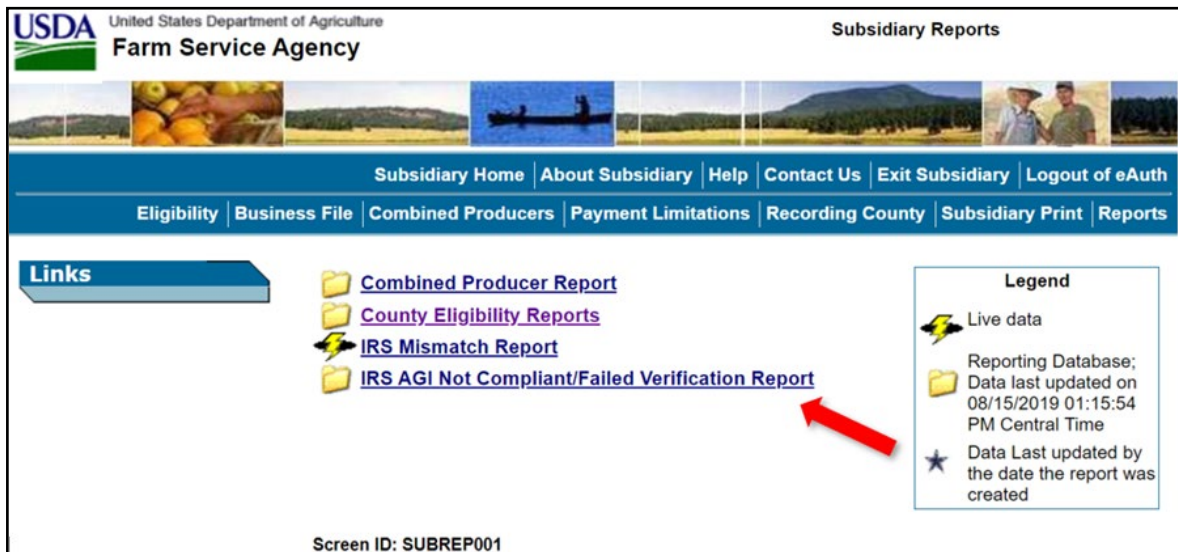 USDA
United States Department of Agriculture
Farm Service Agency
Subsidiary Reports
Subsidiary Home About Subsidiary Help Contact Us Exit Subsidiary Logout of eAuth
Eligibility Business File Combined Producers Payment Limitations Recording County Subsidiary Print Reports
Links
Combined Producer Report
County Eligibility Reports
IRS Mismatch Report
IRS AGI Not Compliant/Failed Verification Report
Legend
Live data
Reporting Database;
Data last updated on
08/15/2019 01:15:54
PM Central Time
Data Last updated by
the date the report was
created
Screen ID: SUBREP001